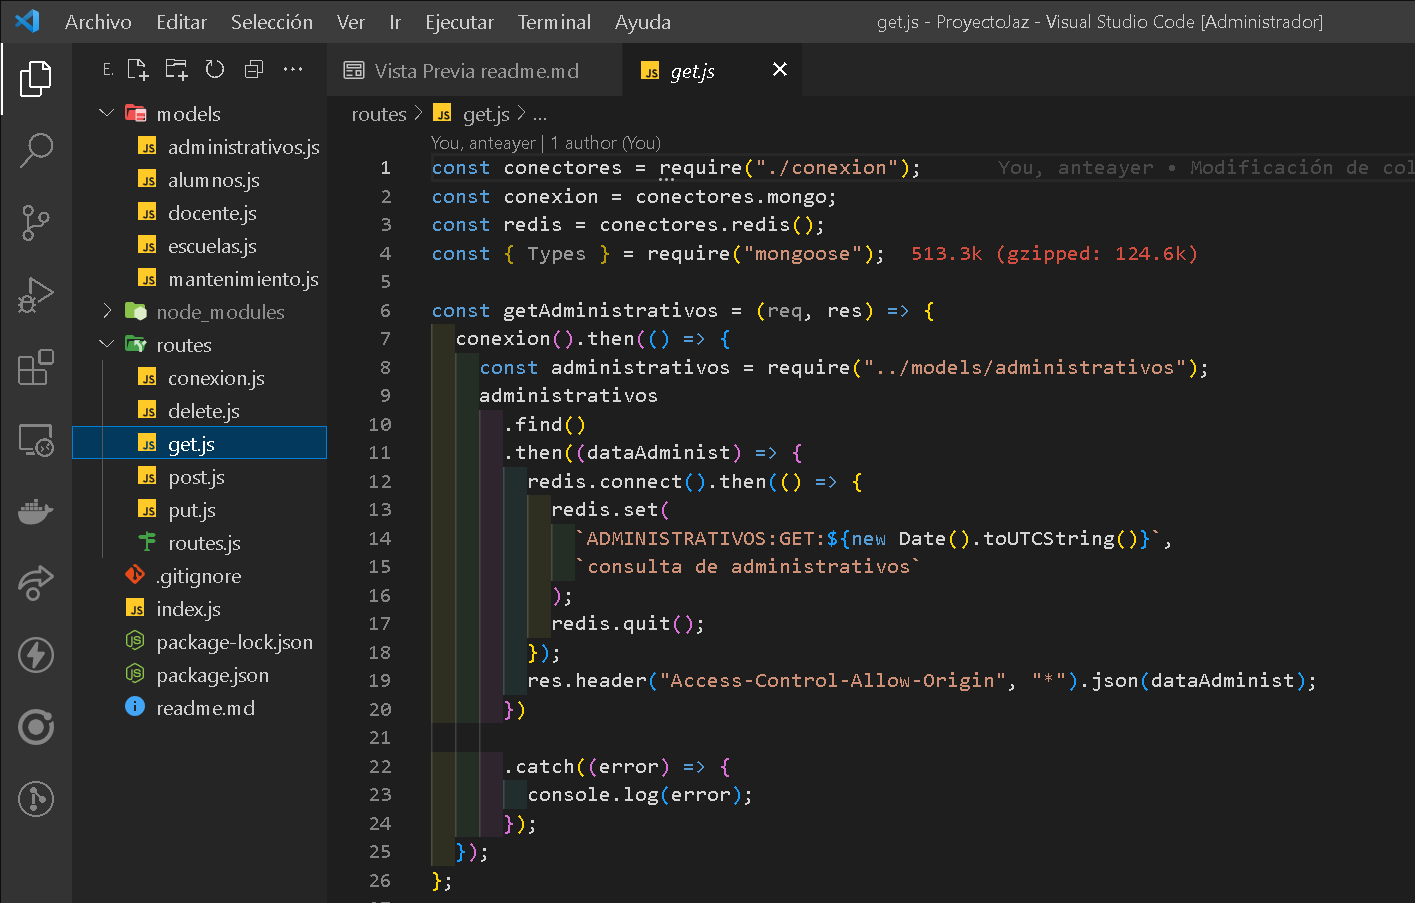 Archivo Editar Selección Ver Ir Ejecutar Terminal Ayuda get.js - ProyectoJaz - Visual Studio Code [Administrador]
E.
models
administrativos.js
alumnos.js
docente.js
escuelas.js
mantenimiento.js
node_modules
routes
conexion.js
delete.js
get.js
post.js
put.js
routes.js
.gitignore
index.js
package-lock.json
package.json
readme.md
Vista Previa readme.md
JS get.js
routes > JS get.js > ...
You, anteayer | 1 author (You)
1 const conectores = require("./conexion"); You, anteayer • Modificación de col
2 const conexion = conectores.mongo;
3 const redis = conectores.redis();
4 const { Types } = require("mongoose"); 513.3k (gzipped: 124.6k)
5
6 const getAdministrativos = (req, res) => {
7 conexion().then(() => {
8 const administrativos = require("../models/administrativos");
9 administrativos
10 .find()
11 .then((dataAdminist) => {
12 redis.connect().then(() => {
13 redis.set(
14 `ADMINISTRATIVOS:GET:${new Date().toUTCString()}`,
15 `consulta de administrativos`
16 );
17 redis.quit();
18 });
19 res.header("Access-Control-Allow-Origin", "*").json(dataAdminist);
20 })
21
22 .catch((error) => {
23 console.log(error);
24 });
25 });
26 };